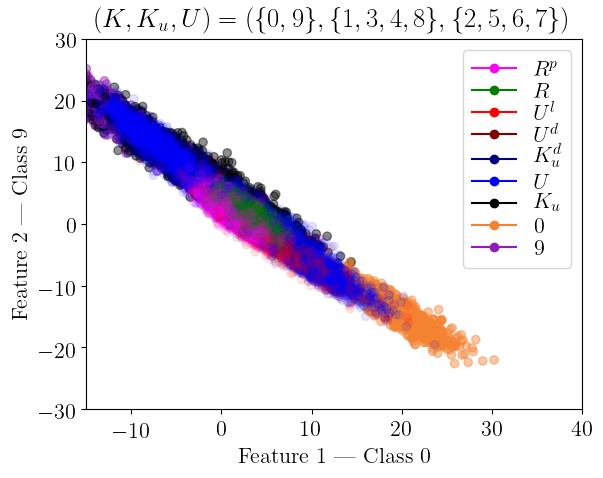 (K, K_u, U) = ({0, 9}, {1, 3, 4, 8}, {2, 5, 6, 7})
30
20
10
0
−10
−20
−30
Feature 2 — Class 9
R^p
R
U^l
U^d
K_u^d
U
K_u
0
9
−10
0
10
20
30
40
Feature 1 — Class 0